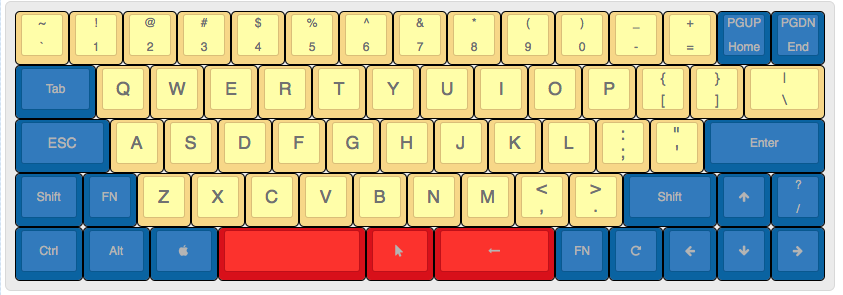 ~ ! @ # $ % ^ & * ( ) _ + PGUP PGDN
` 1 2 3 4 5 6 7 8 9 0 - = Home End
Tab Q W E R T Y U I O P { [ } ] | \
ESC A S D F G H J K L : ; " ' Enter
Shift FN Z X C V B N M < , > . Shift ↑ ? /
Ctrl Alt ← FN ← ↓ →